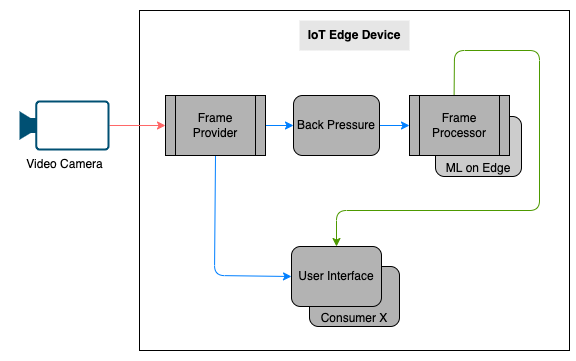 IoT Edge Device
Frame
Provider
Back Pressure
Frame
Processor
ML on Edge
Video Camera
User Interface
Consumer X